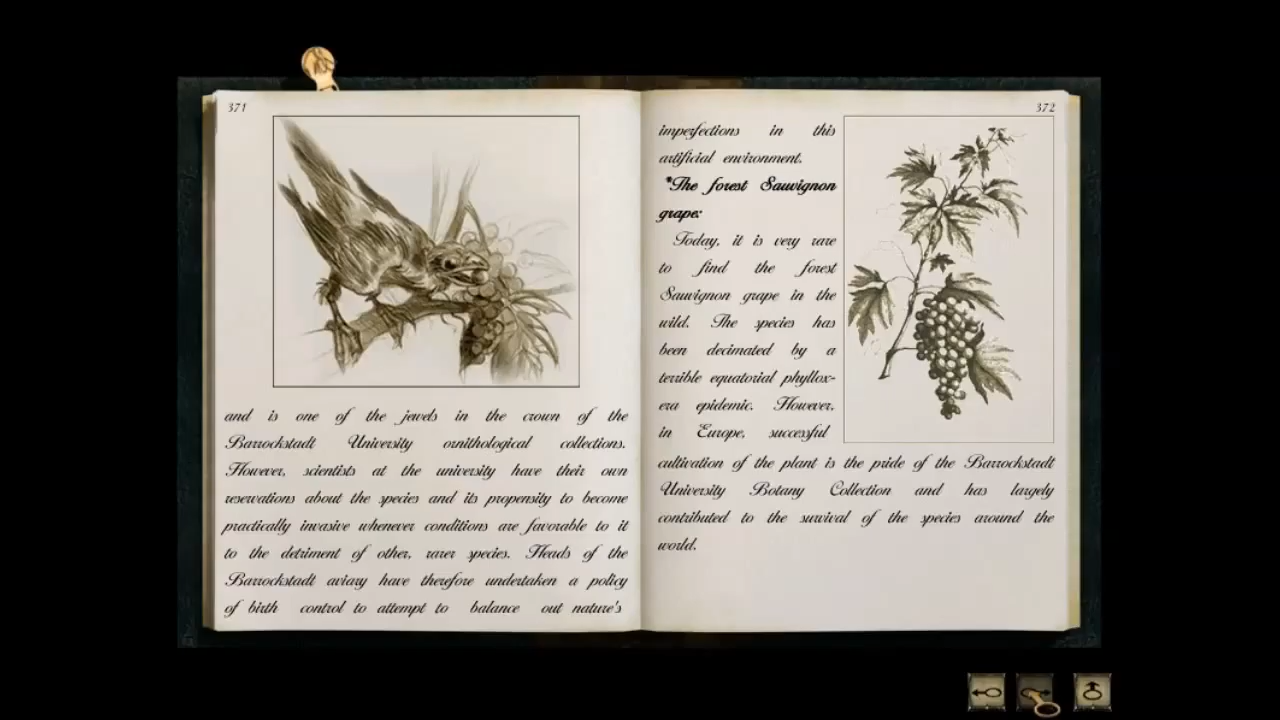 371
and is one of the jewels in the crown of the
Barrockstadt University ornithological collections.
However, scientists at the university have their own
reservations about the species and its propensity to become
practically invasive whenever conditions are favorable to it
to the detriment of other, rarer species. Heads of the
Barrockstadt aviary have therefore undertaken a policy
of birth control to attempt to balance out nature's
372
imperfections in this
artificial environment.
*The forest Sauvignon
grape:
Today, it is very rare
to find the forest
Sauvignon grape in the
wild. The species has
been decimated by a
terrible equatorial phyllox-
era epidemic. However,
in Europe, successful
cultivation of the plant is the pride of the Barrockstadt
University Botany Collection and has largely
contributed to the survival of the species around the
world.